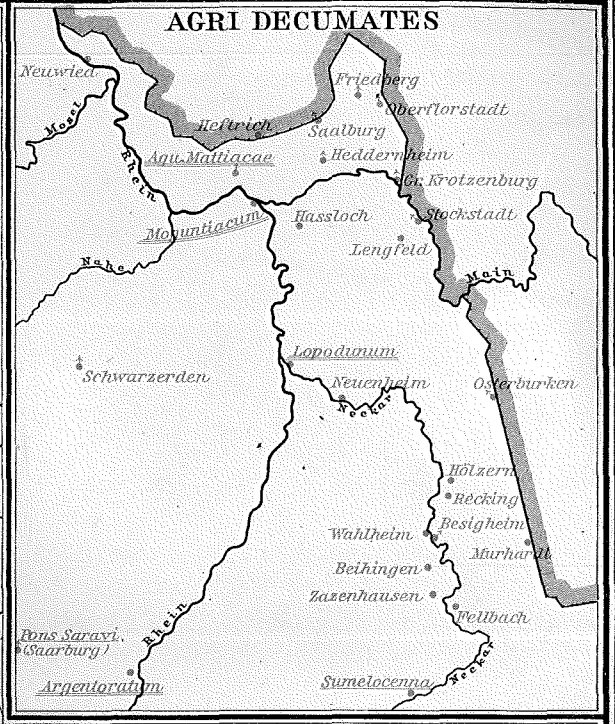 AGRI DECUMATES
Neuwied
Friedberg
Mosel
Oberflorstadt
Heftrich
Saalburg
Aqu. Mattiacae
Heddernheim
Rhein
Gr. Krotzenburg
Moguntiacum
Hassloch
Stockstadt
Lengfeld
Nahe
Main
Lopodunum
Schwarzerden
Neuenheim
Osterburken
Neckar
Hölzern
Böcking
Besigheim
Wahlheim
Murhardt
Beihingen
Zazenhausen
Fellbach
Rhein
Pons Saravi.
(Saarburg)
Neckar
Argentoratum
Sumelocenna